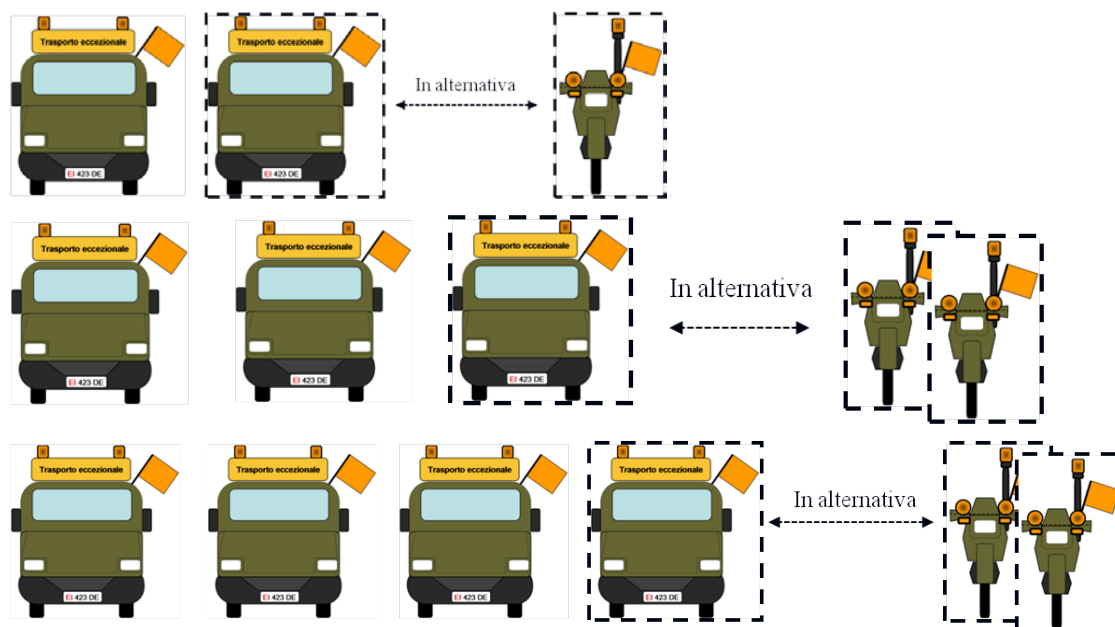 Trasporto eccezionale
Trasporto eccezionale
In alternativa
EI 423 DE
EI 423 DE
Trasporto eccezionale
Trasporto eccezionale
Trasporto eccezionale
In alternativa
EI 423 DE
EI 423 DE
EI 423 DE
Trasporto eccezionale
Trasporto eccezionale
Trasporto eccezionale
Trasporto eccezionale
In alternativa
EI 423 DE
EI 423 DE
EI 423 DE
EI 423 DE